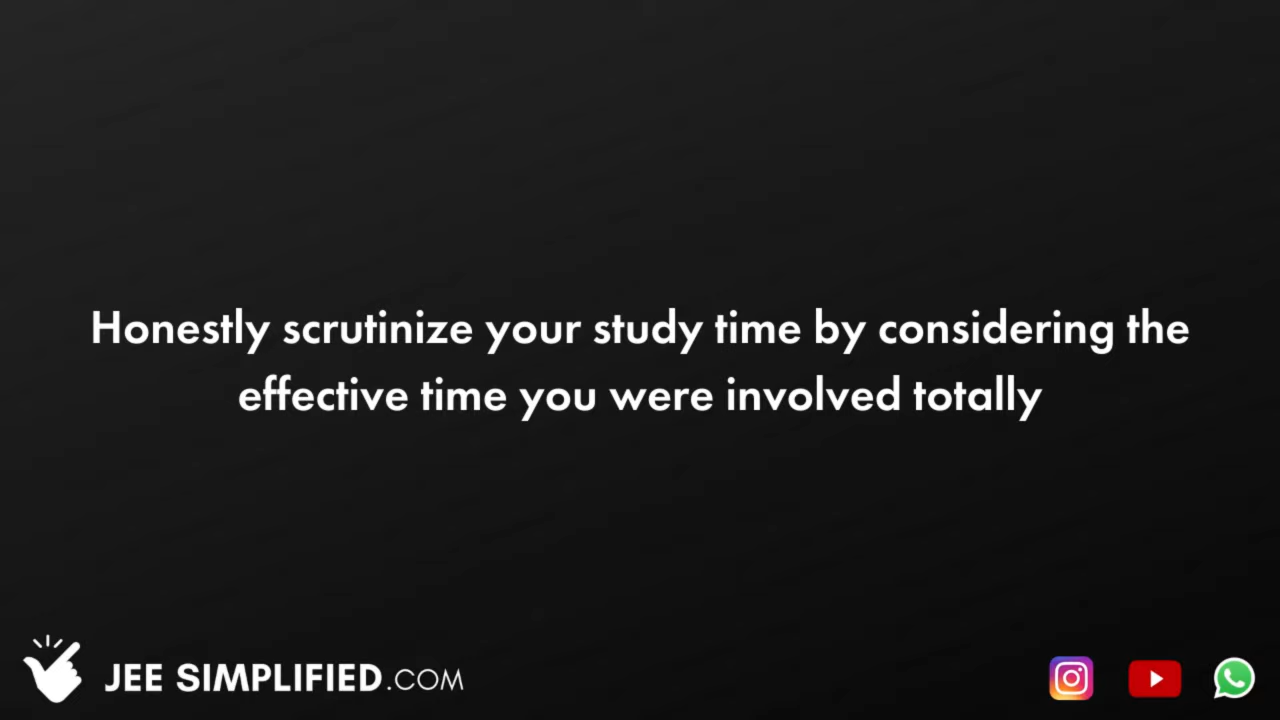 Honestly scrutinize your study time by considering the
effective time you were involved totally
JEE SIMPLIFIED.COM